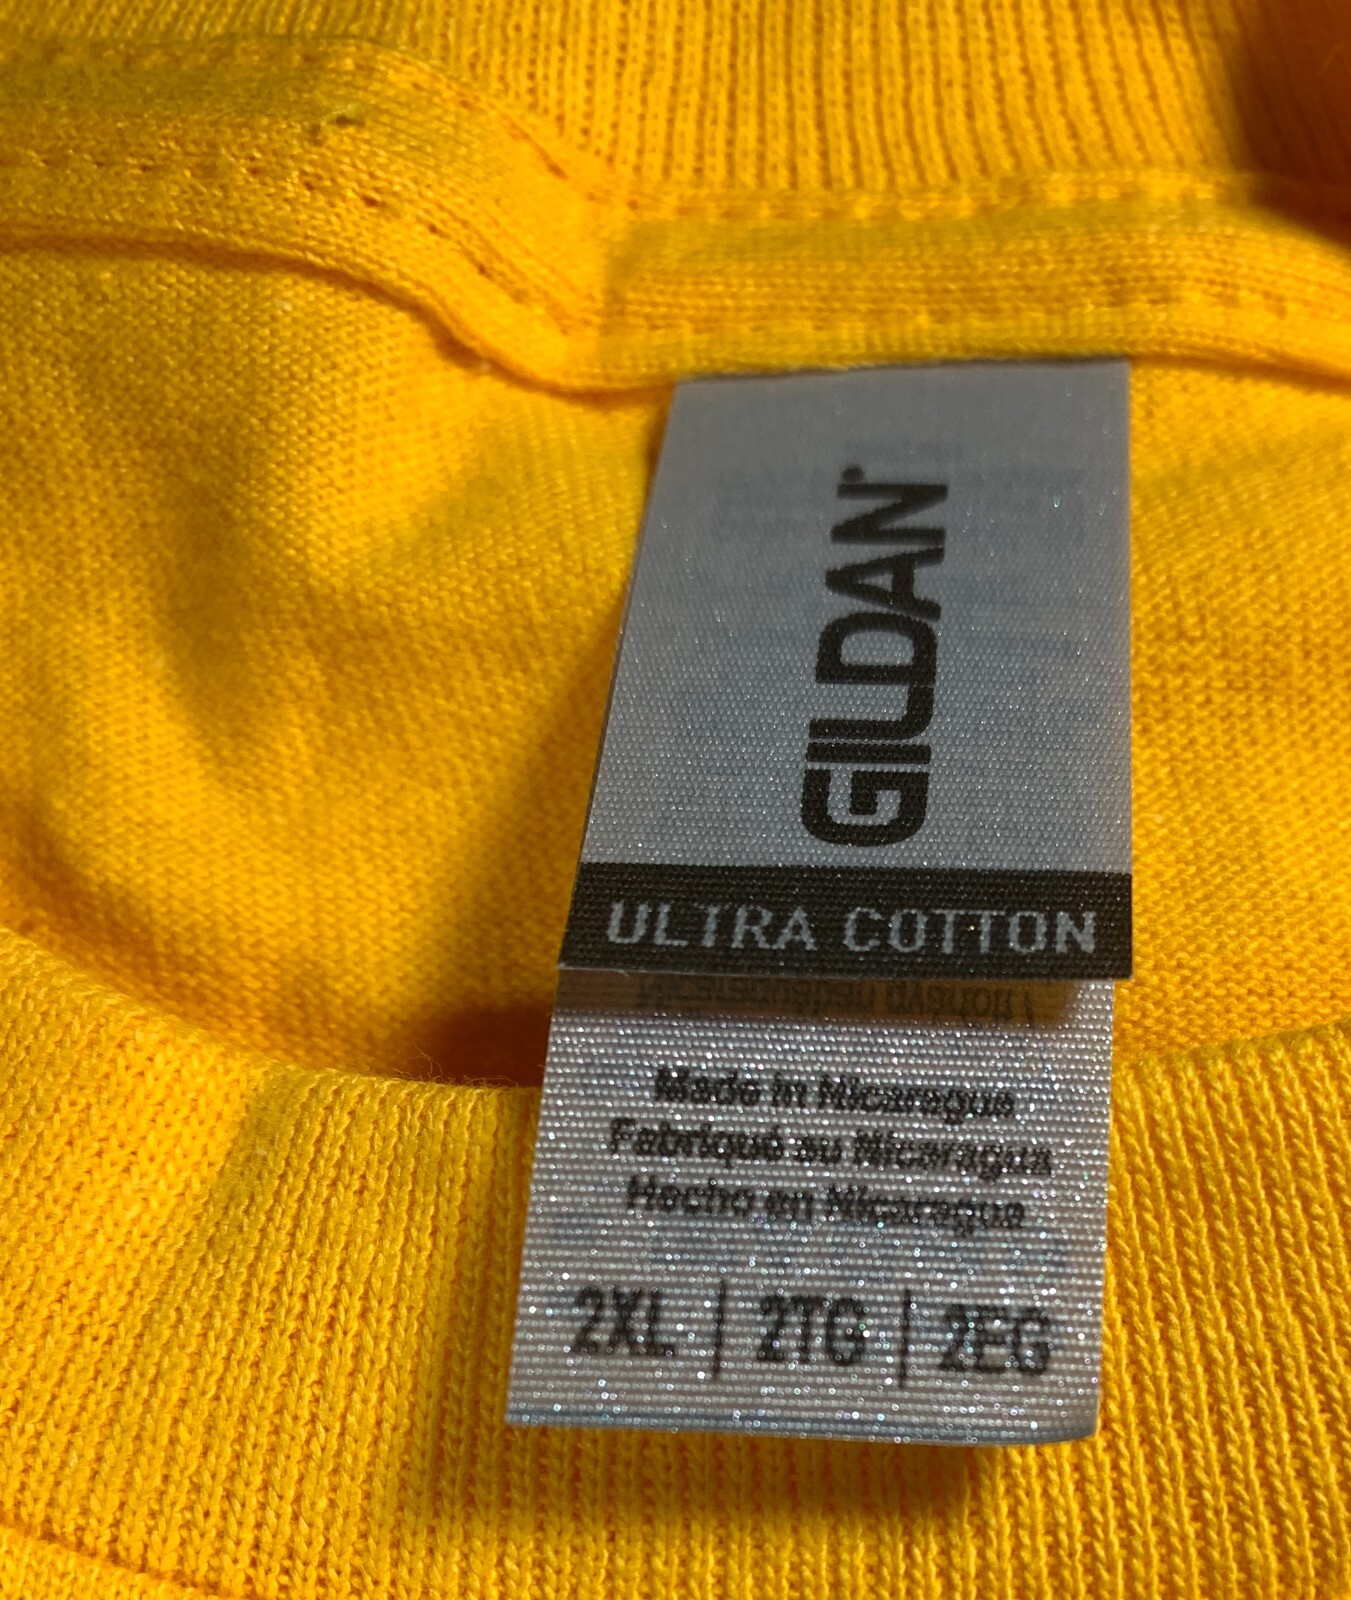 GILDAN®
ULTRA COTTON
Made in Nicaragua
Fabriqué au Nicaragua
Hecho en Nicaragua
2XL | 2TG | 2EG